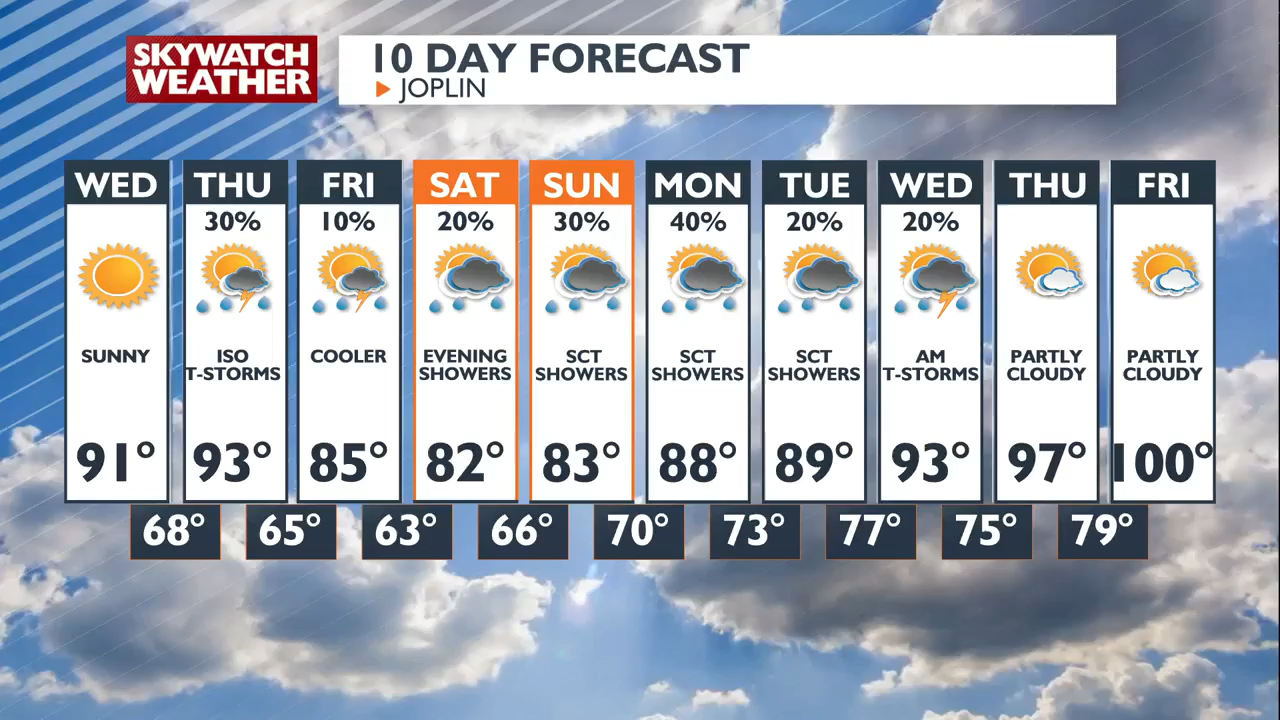 SKYWATCH
WEATHER
10 DAY FORECAST
JOPLIN
WED THU FRI SAT SUN MON TUE WED THU FRI
30% 10% 20% 30% 40% 20% 20%
SUNNY ISO COOLER EVENING SCT SCT SCT AM PARTLY PARTLY
T-STORMS SHOWERS SHOWERS SHOWERS SHOWERS T-STORMS CLOUDY CLOUDY
91° 93° 85° 82° 83° 88° 89° 93° 97° 100°
68° 65° 63° 66° 70° 73° 77° 75° 79°